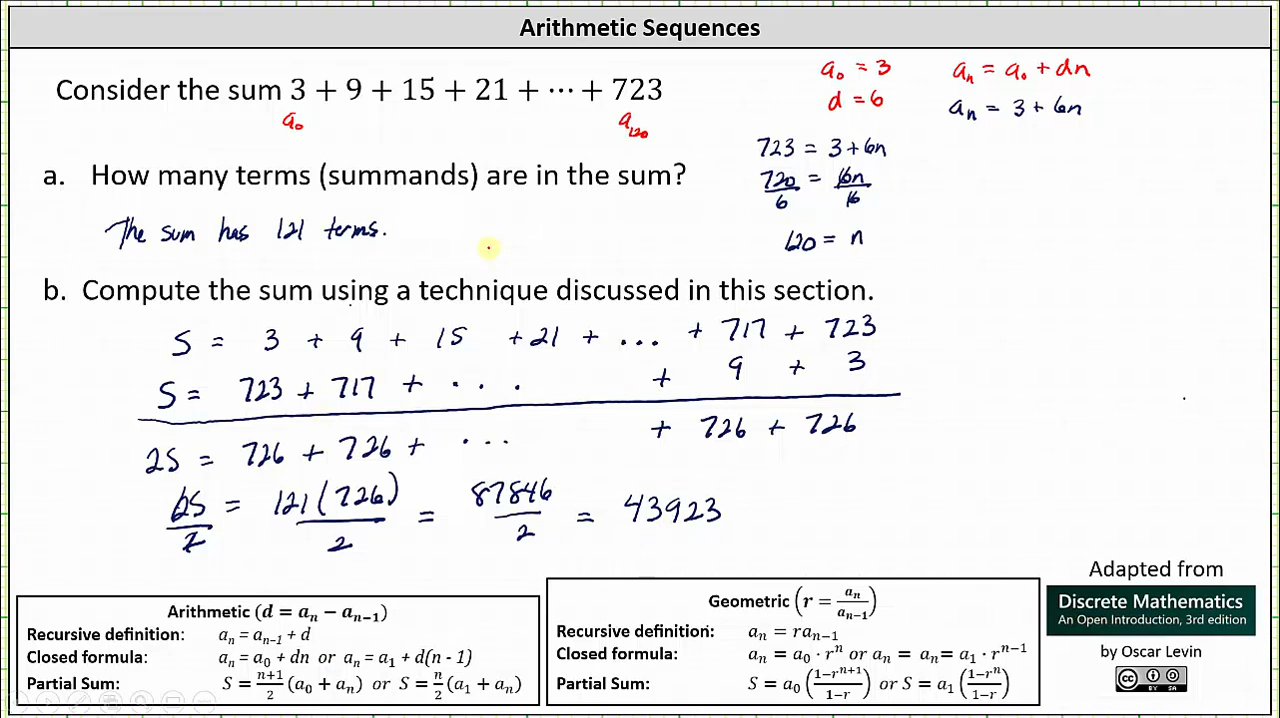 Arithmetic Sequences
Consider the sum 3 + 9 + 15 + 21 + ⋯ + 723
a₀ a₁₂₀
a₀ = 3 aₙ = a₀ + dn
d = 6 aₙ = 3 + 6n
723 = 3 + 6n
720/6 = 6n/6
120 = n
a. How many terms (summands) are in the sum?
The sum has 121 terms.
b. Compute the sum using a technique discussed in this section.
S = 3 + 9 + 15 + 21 + ... + 717 + 723
S = 723 + 717 + ... + 9 + 3
2S = 726 + 726 + ... + 726 + 726
2S/2 = 121(726)/2 = 87846/2 = 43923
Arithmetic (d = aₙ − aₙ₋₁)
Recursive definition: aₙ = aₙ₋₁ + d
Closed formula: aₙ = a₀ + dn or aₙ = a₁ + d(n - 1)
Partial Sum: S = (n+1)/2 (a₀ + aₙ) or S = n/2 (a₁ + aₙ)
Geometric (r = aₙ/aₙ₋₁)
Recursive definition: aₙ = raₙ₋₁
Closed formula: aₙ = a₀ · rⁿ or aₙ = aₙ = a₁ · rⁿ⁻¹
Partial Sum: S = a₀ ((1−rⁿ⁺¹)/(1−r)) or S = a₁ ((1−rⁿ)/(1−r))
Adapted from
Discrete Mathematics
An Open Introduction, 3rd edition
by Oscar Levin
cc BY SA